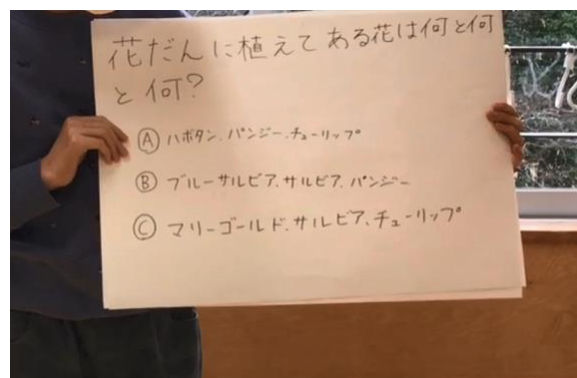 花だんに植えてある花は何と何
と何?
Ⓐ ハボタン、パンジー、チューリップ
Ⓑ ブルーサルビア、サルビア、パンジー
Ⓒ マリーゴールド、サルビア、チューリップ